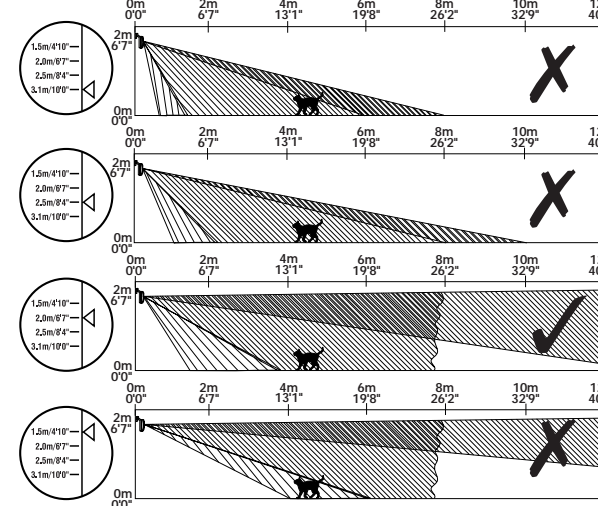 0m 2m 4m 6m 8m 10m
0'0" 6'7" 13'1" 19'8" 26'2" 32'9"
2m
6'7"
1.5m/4'10"
2.0m/6'7"
2.5m/8'4"
3.1m/10'0"
0m
0'0"
0m 2m 4m 6m 8m 10m
0'0" 6'7" 13'1" 19'8" 26'2" 32'9"
2m
6'7"
1.5m/4'10"
2.0m/6'7"
2.5m/8'4"
3.1m/10'0"
0m
0'0"
0m 2m 4m 6m 8m 10m
0'0" 6'7" 13'1" 19'8" 26'2" 32'9"
2m
6'7"
1.5m/4'10"
2.0m/6'7"
2.5m/8'4"
3.1m/10'0"
0m
0'0"
0m 2m 4m 6m 8m 10m
0'0" 6'7" 13'1" 19'8" 26'2" 32'9"
2m
6'7"
1.5m/4'10"
2.0m/6'7"
2.5m/8'4"
3.1m/10'0"
0m
0'0"